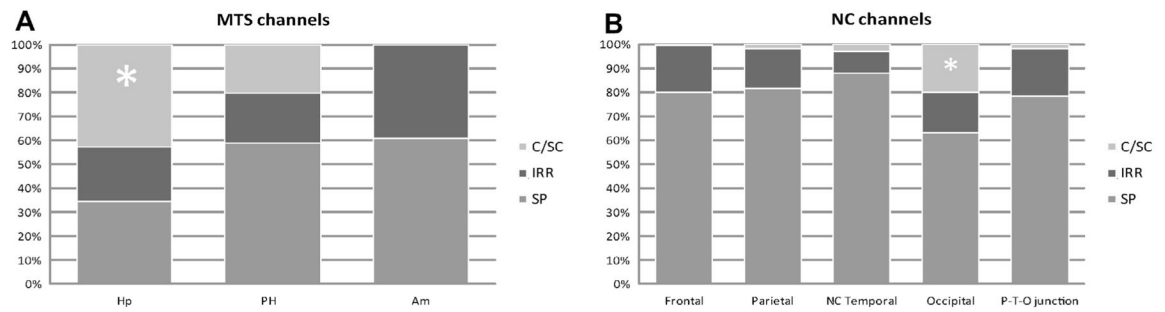 A
MTS channels
100%
90%
80%
70%
60%
50%
40%
30%
20%
10%
0%
*
Hp PH Am
C/SC
IRR
SP
B
NC channels
100%
90%
80%
70%
60%
50%
40%
30%
20%
10%
0%
*
Frontal Parietal NC Temporal Occipital P-T-O junction
C/SC
IRR
SP